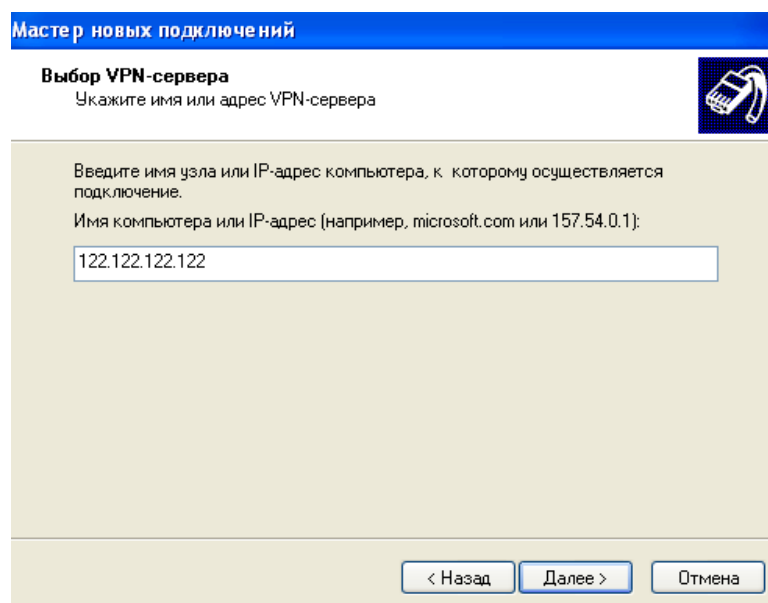 Мастер новых подключений
Выбор VPN-сервера
Укажите имя или адрес VPN-сервера
Введите имя узла или IP-адрес компьютера, к которому осуществляется
подключение.
Имя компьютера или IP-адрес (например, microsoft.com или 157.54.0.1):
122.122.122.122
< Назад
Далее >
Отмена